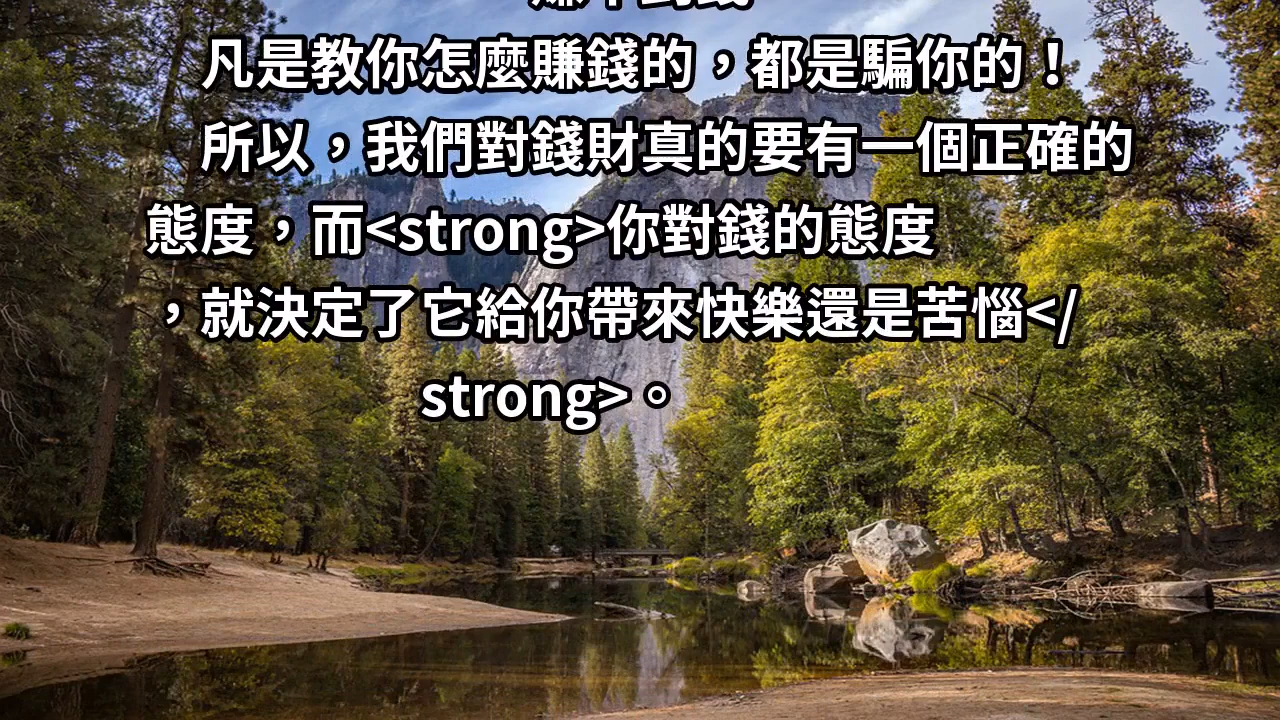 凡是教你怎麼賺錢的，都是騙你的！
所以，我們對錢財真的要有一個正確的
態度，而<strong>你對錢的態度
，就決定了它給你帶來快樂還是苦惱</
strong>。